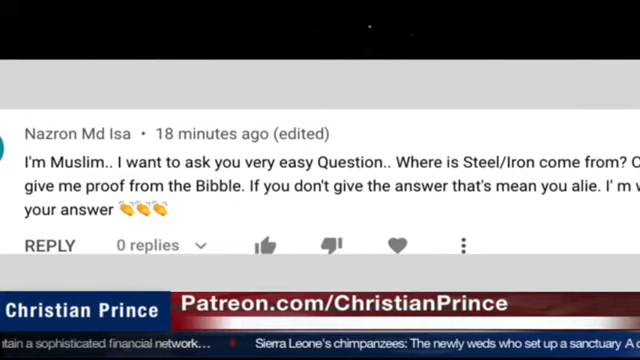 Nazron Md Isa • 18 minutes ago (edited)
I'm Muslim.. I want to ask you very easy Question.. Where is Steel/Iron come from?
give me proof from the Bibble. If you don't give the answer that's mean you alie. I' m
your answer 👏👏👏
REPLY 0 replies
Christian Prince
Patreon.com/ChristianPrince
a sophisticated financial network... Sierra Leone's chimpanzees: The newly weds who set up a sanctuary. A